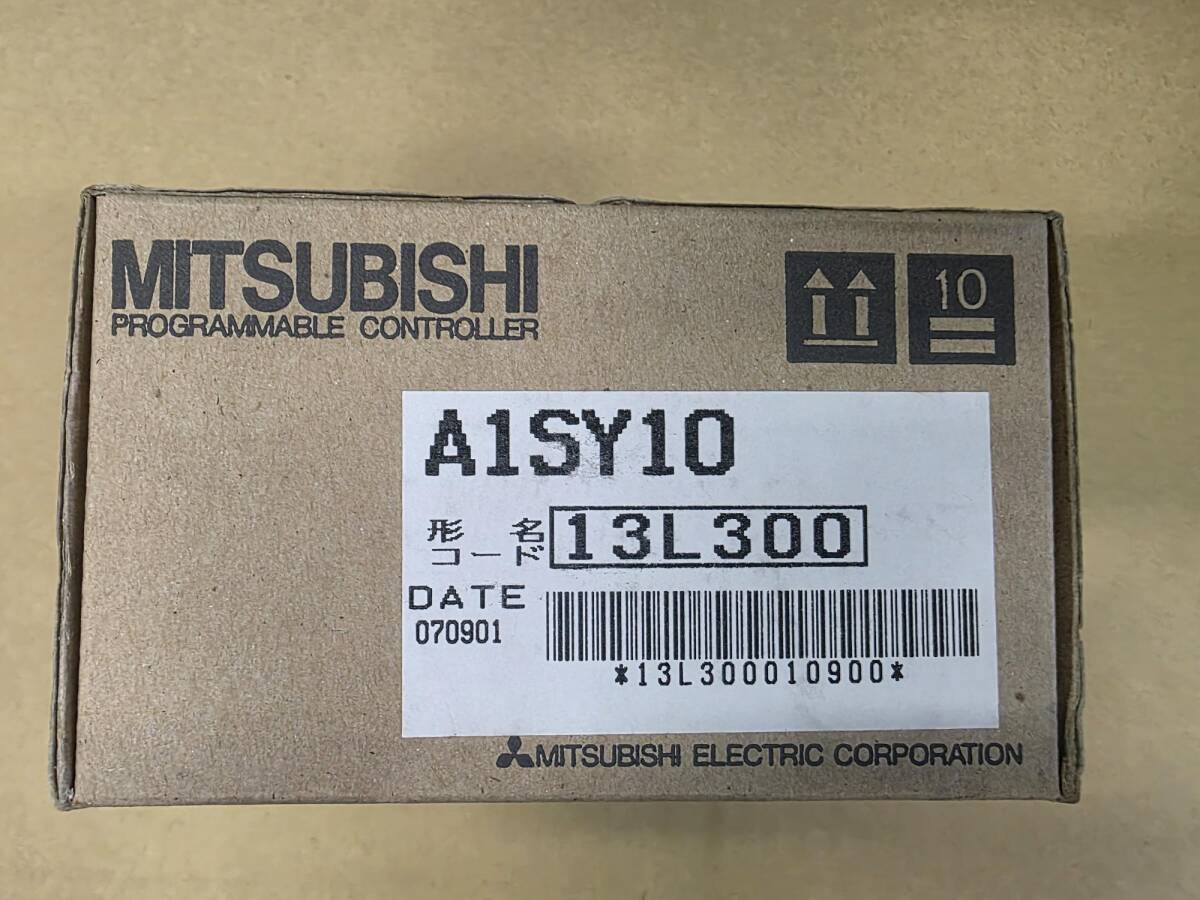 MITSUBISHI
PROGRAMMABLE CONTROLLER
10
A1SY10
形名
コード
13L300
DATE
070901
*13L300010900*
MITSUBISHI ELECTRIC CORPORATION